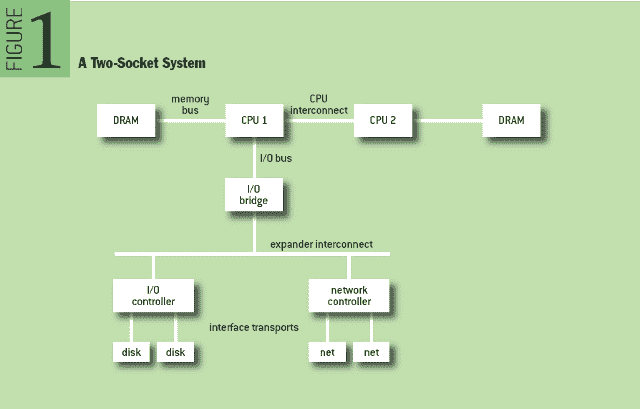 FIGURE 1
A Two-Socket System
memory
bus
CPU
interconnect
DRAM
CPU 1
CPU 2
DRAM
I/O bus
I/O
bridge
expander interconnect
I/O
controller
network
controller
interface transports
disk
disk
net
net